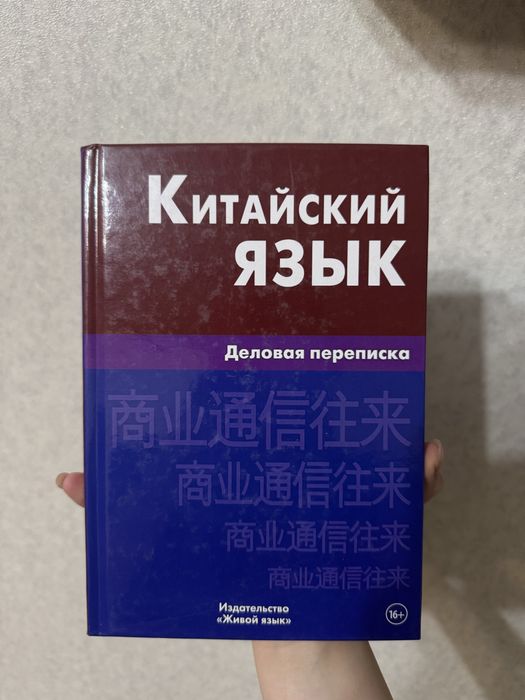 Китайский
язык
Деловая переписка
商业通信往来
商业通信往来
商业通信往来
商业通信往来
Издательство
«Живой язык»
16+